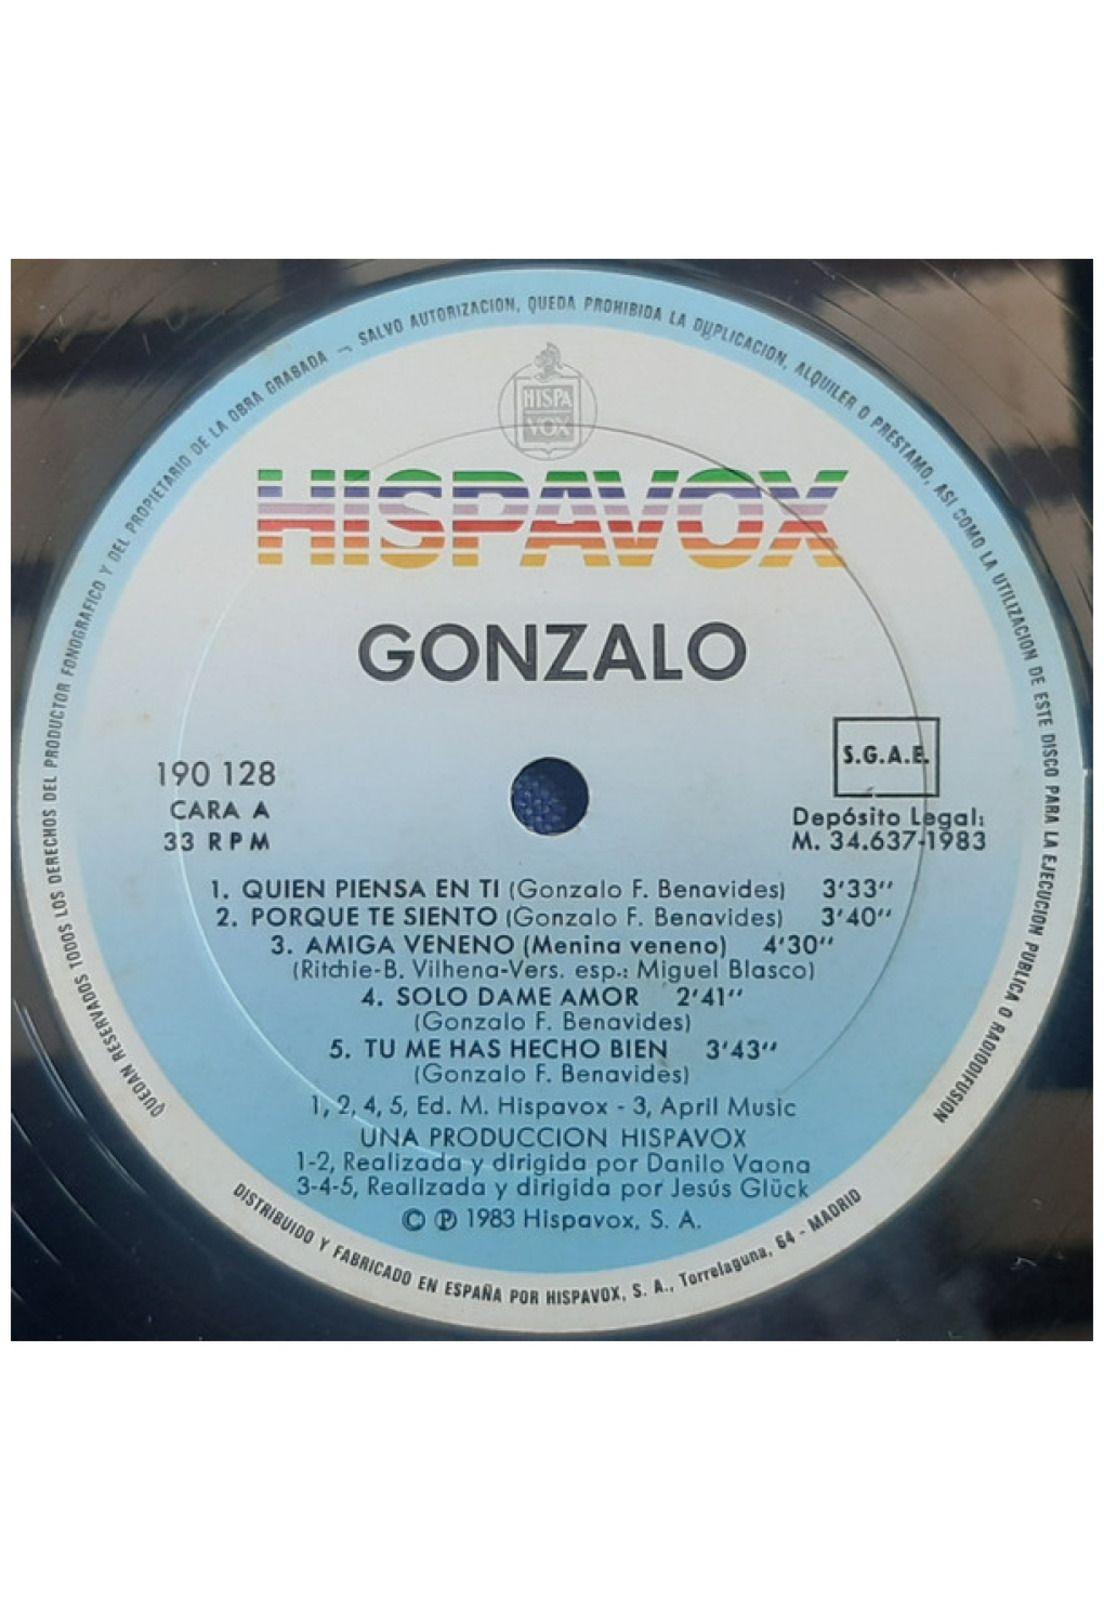 QUEDAN RESERVADOS TODOS LOS DERECHOS DEL PRODUCTOR FONOGRAFICO Y DEL PROPIETARIO DE LA OBRA GRABADA - SALVO AUTORIZACION, QUEDA PROHIBIDA LA DUPLICACION, ALQUILER O PRESTAMO, ASI COMO LA UTILIZACION DE ESTE DISCO PARA LA EJECUCION PUBLICA O RADIODIFUSION
HISPA
VOX
HISPAVOX
GONZALO
S.G.A.E.
190 128
CARA A
33 RPM
Depósito Legal:
M. 34.637-1983
1. QUIEN PIENSA EN TI (Gonzalo F. Benavides) 3'33''
2. PORQUE TE SIENTO (Gonzalo F. Benavides) 3'40''
3. AMIGA VENENO (Menina veneno) 4'30''
(Ritchie-B. Vilhena-Vers. esp.: Miguel Blasco)
4. SOLO DAME AMOR 2'41''
(Gonzalo F. Benavides)
5. TU ME HAS HECHO BIEN 3'43''
(Gonzalo F. Benavides)
1, 2, 4, 5, Ed. M. Hispavox - 3, April Music
UNA PRODUCCION HISPAVOX
1-2, Realizada y dirigida por Danilo Vaona
3-4-5, Realizada y dirigida por Jesús Glück
© ℗ 1983 Hispavox, S. A.
DISTRIBUIDO Y FABRICADO EN ESPAÑA POR HISPAVOX, S. A., Torrelaguna, 64 - MADRID